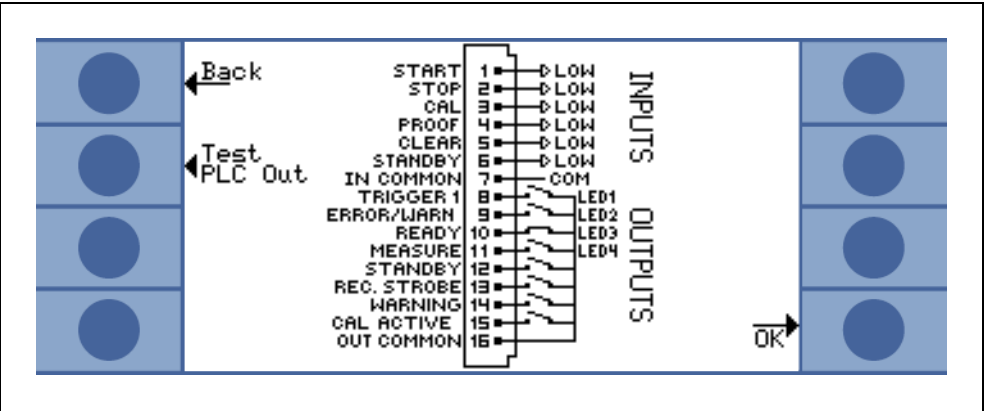 Back
Test
PLC Out
START 1 LOW
STOP 2 LOW
CAL 3 LOW
PROOF 4 LOW
CLEAR 5 LOW
STANDBY 6 LOW
IN COMMON 7 COM
TRIGGER 1 8 LED1
ERROR/WARN 9 LED2
READY 10 LED3
MEASURE 11 LED4
STANDBY 12
REC. STROBE 13
WARNING 14
CAL ACTIVE 15
OUT COMMON 16
INPUTS
OUTPUTS
OK